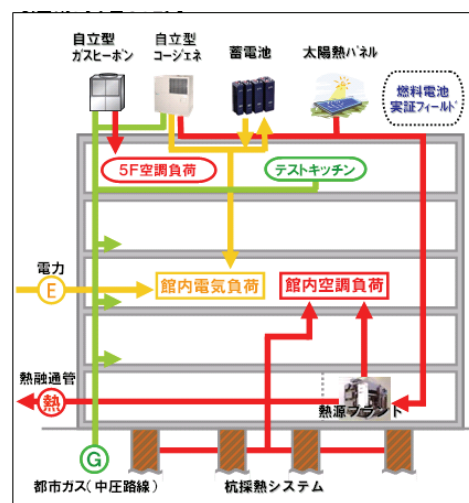 自立型
ガスヒーポン
自立型
コージェネ
蓄電池
太陽熱パネル
燃料電池
実証フィールド
5F空調負荷
テストキッチン
電力
E
館内電気負荷
館内空調負荷
熱融通管
熱
熱源プラント
G
都市ガス(中圧路線)
杭採熱システム